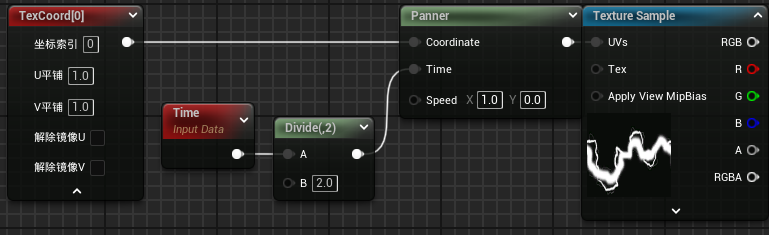 TexCoord[0]
坐标索引 0
U平铺 1.0
V平铺 1.0
解除镜像U
解除镜像V
Time
Input Data
Divide(,2)
A
B 2.0
Panner
Coordinate
Time
Speed X 1.0 Y 0.0
Texture Sample
UVs RGB
Tex R
Apply View MipBias G
B
A
RGBA